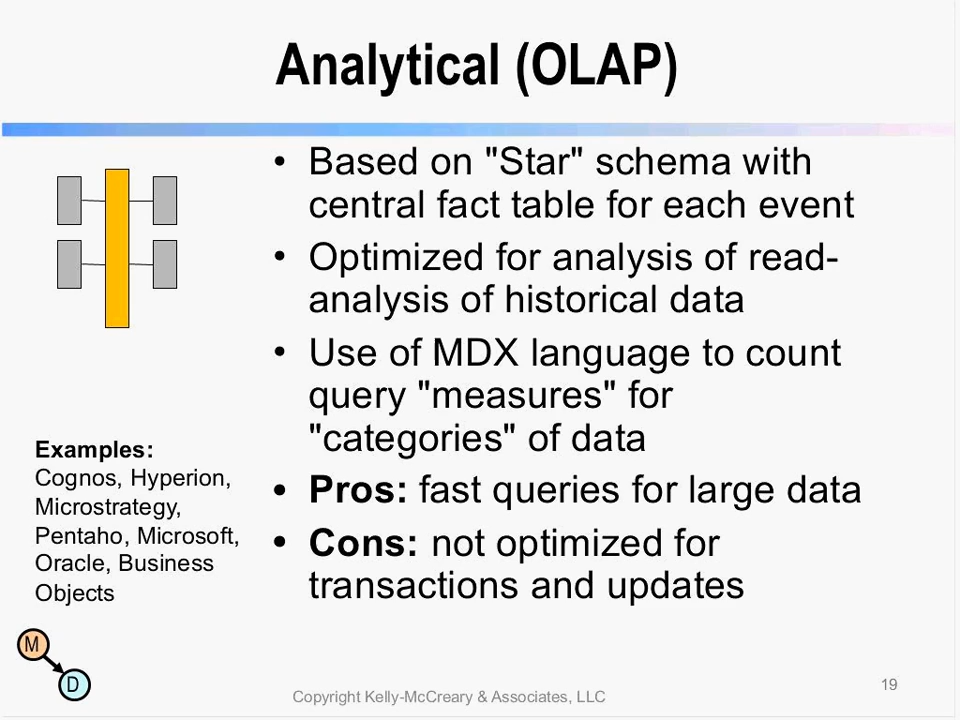 Analytical (OLAP)
• Based on "Star" schema with
central fact table for each event
• Optimized for analysis of read-
analysis of historical data
• Use of MDX language to count
query "measures" for
"categories" of data
• Pros: fast queries for large data
• Cons: not optimized for
transactions and updates
Examples:
Cognos, Hyperion,
Microstrategy,
Pentaho, Microsoft,
Oracle, Business
Objects
M
D
Copyright Kelly-McCreary & Associates, LLC
19